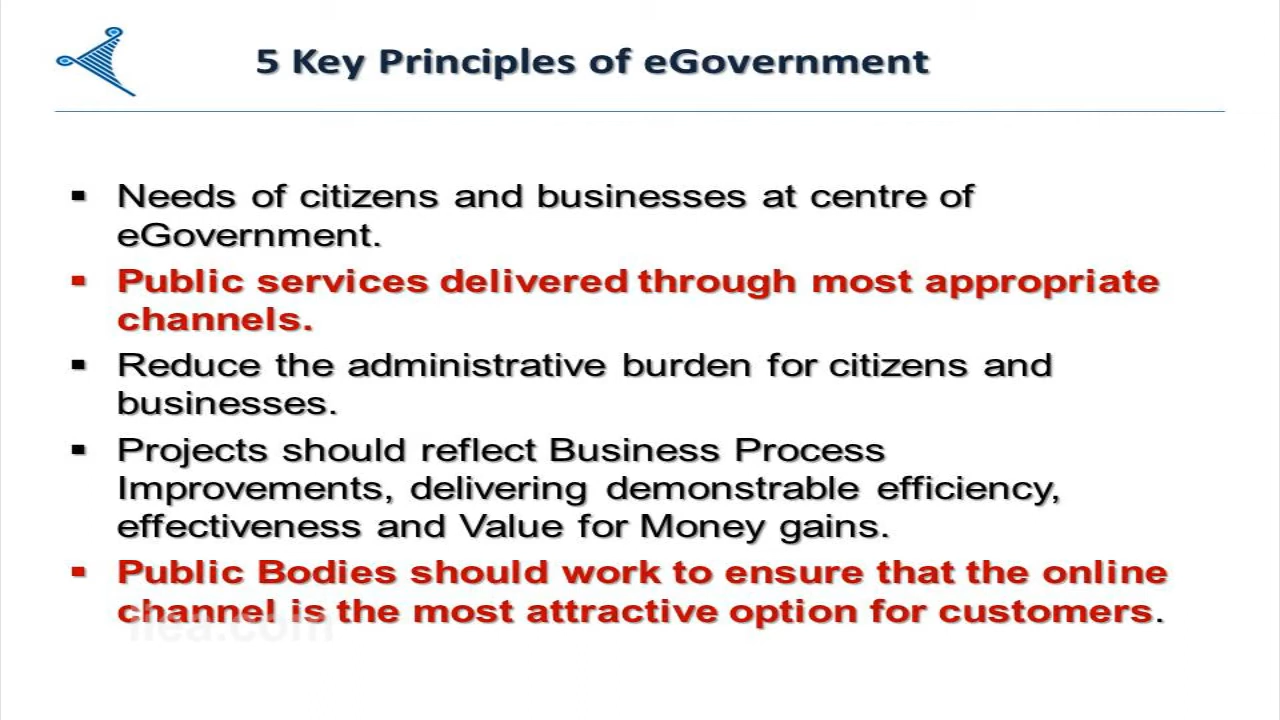 5 Key Principles of eGovernment
▪ Needs of citizens and businesses at centre of
eGovernment.
▪ Public services delivered through most appropriate
channels.
▪ Reduce the administrative burden for citizens and
businesses.
▪ Projects should reflect Business Process
Improvements, delivering demonstrable efficiency,
effectiveness and Value for Money gains.
▪ Public Bodies should work to ensure that the online
channel is the most attractive option for customers.